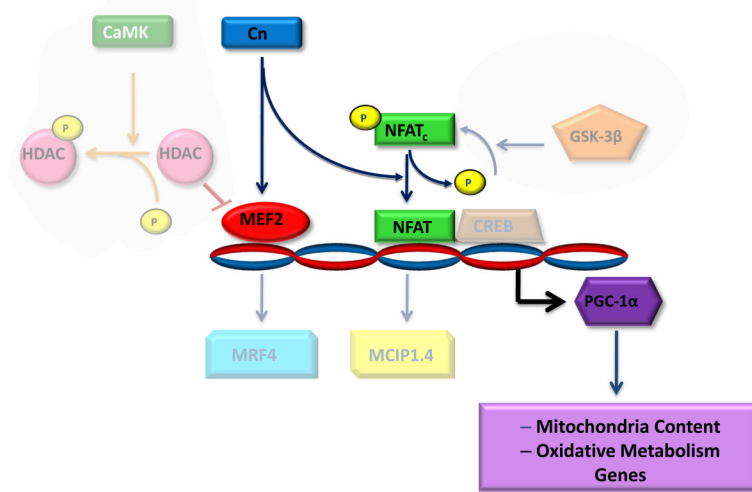 CaMK
Cn
P
P
NFATc
GSK-3β
HDAC
HDAC
P
P
MEF2
NFAT
CREB
PGC-1α
MRF4
MCIP1.4
– Mitochondria Content
– Oxidative Metabolism
Genes